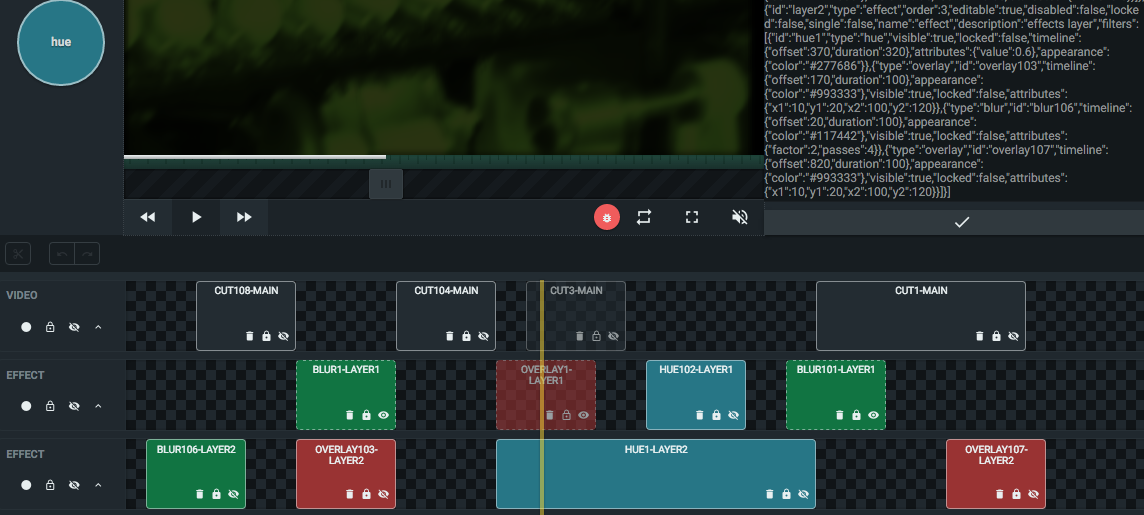 hue
{"id":"layer2","type":"effect","order":3,"editable":true,"disabled":false,"locke
d":false,"single":false,"name":"effect","description":"effects layer","filters":
[{"id":"hue1","type":"hue","visible":true,"locked":false,"timeline":
{"offset":370,"duration":320},"attributes":{"value":0.6},"appearance":
{"color":"#277686"}},{"type":"overlay","id":"overlay103","timeline":
{"offset":170,"duration":100},"appearance":
{"color":"#993333"},"visible":true,"locked":false,"attributes":
{"x1":10,"y1":20,"x2":100,"y2":120}},{"type":"blur","id":"blur106","timeline":
{"offset":20,"duration":100},"appearance":
{"color":"#117442"},"visible":true,"locked":false,"attributes":
{"factor":2,"passes":4}},{"type":"overlay","id":"overlay107","timeline":
{"offset":820,"duration":100},"appearance":
{"color":"#993333"},"visible":true,"locked":false,"attributes":
{"x1":10,"y1":20,"x2":100,"y2":120}}]}]
VIDEO
CUT108-MAIN
CUT104-MAIN
CUT3-MAIN
CUT1-MAIN
EFFECT
BLUR1-LAYER1
OVERLAY1-
LAYER1
HUE102-LAYER1
BLUR101-LAYER1
EFFECT
BLUR106-LAYER2
OVERLAY103-
LAYER2
HUE1-LAYER2
OVERLAY107-
LAYER2